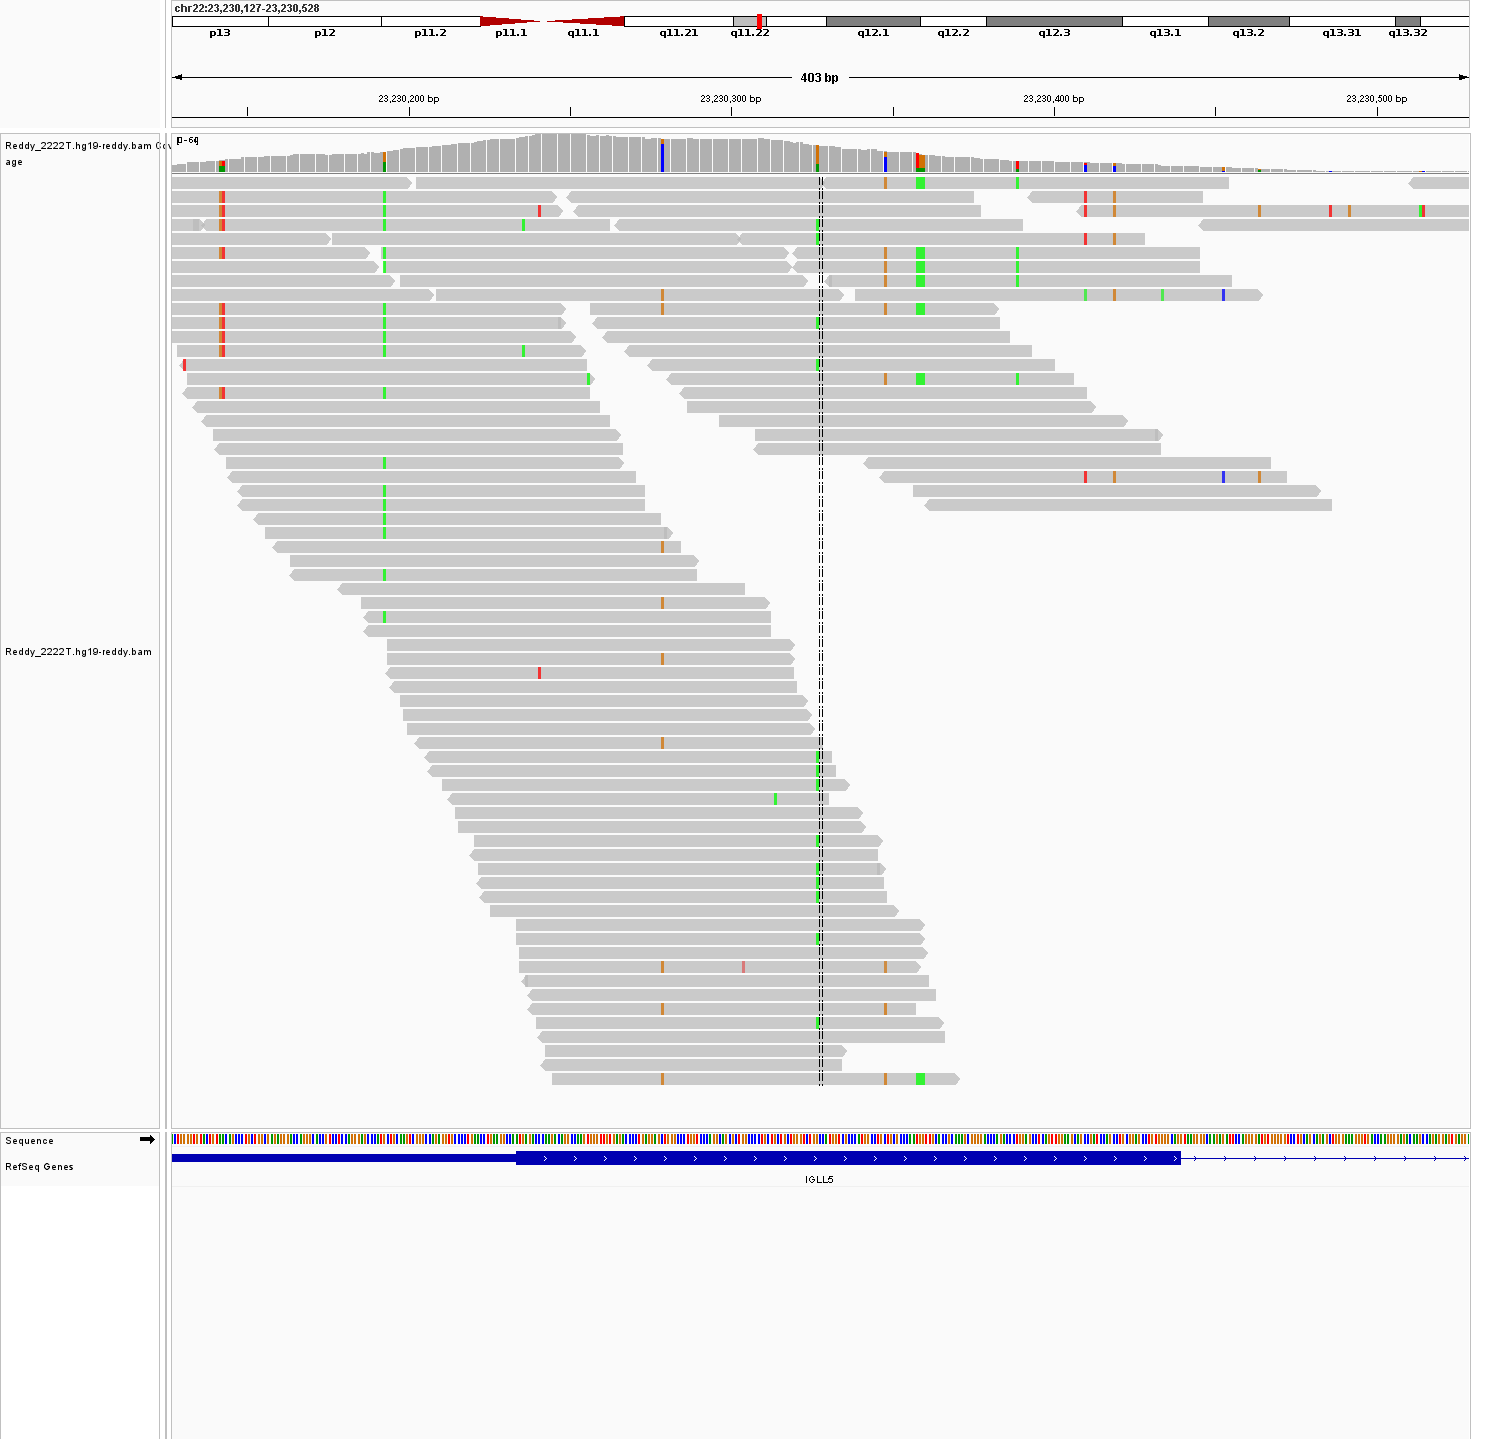 chr22:23,230,127-23,230,528
p13 p12 p11.2 p11.1 q11.1 q11.21 q11.22 q12.1 q12.2 q12.3 q13.1 q13.2 q13.31 q13.32
403 bp
23,230,200 bp 23,230,300 bp 23,230,400 bp 23,230,500 bp
Reddy_2222T.hg19-reddy.bam Cov
age
[0-64]
Reddy_2222T.hg19-reddy.bam
Sequence
RefSeq Genes
IGLL5